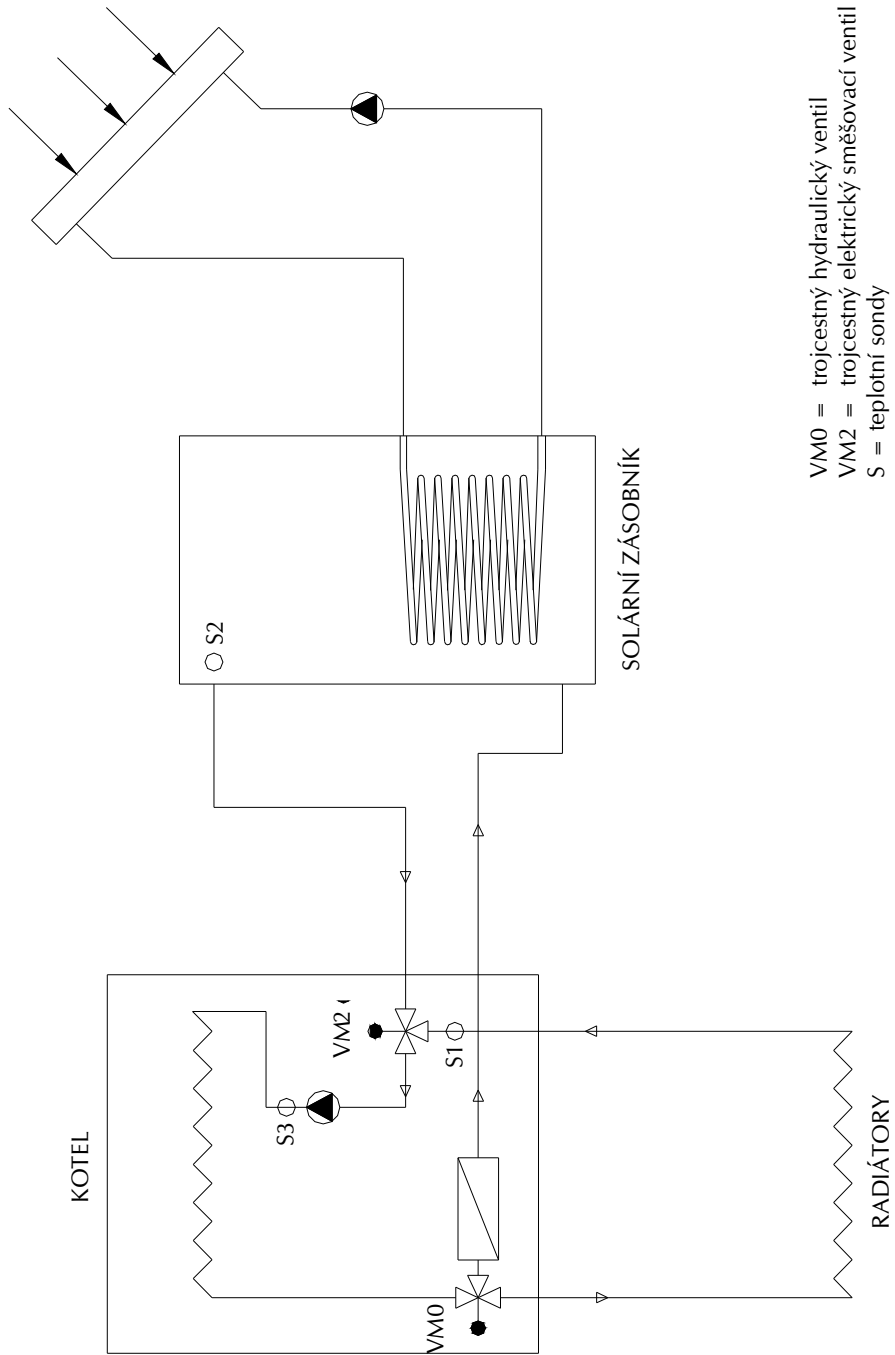 KOTEL
VM0
S3
VM2
S1
S2
SOLÁRNÍ ZÁSOBNÍK
RADIÁTORY
VM0 = trojcestný hydraulický ventil
VM2 = trojcestný elektrický směšovací ventil
S = teplotní sondy